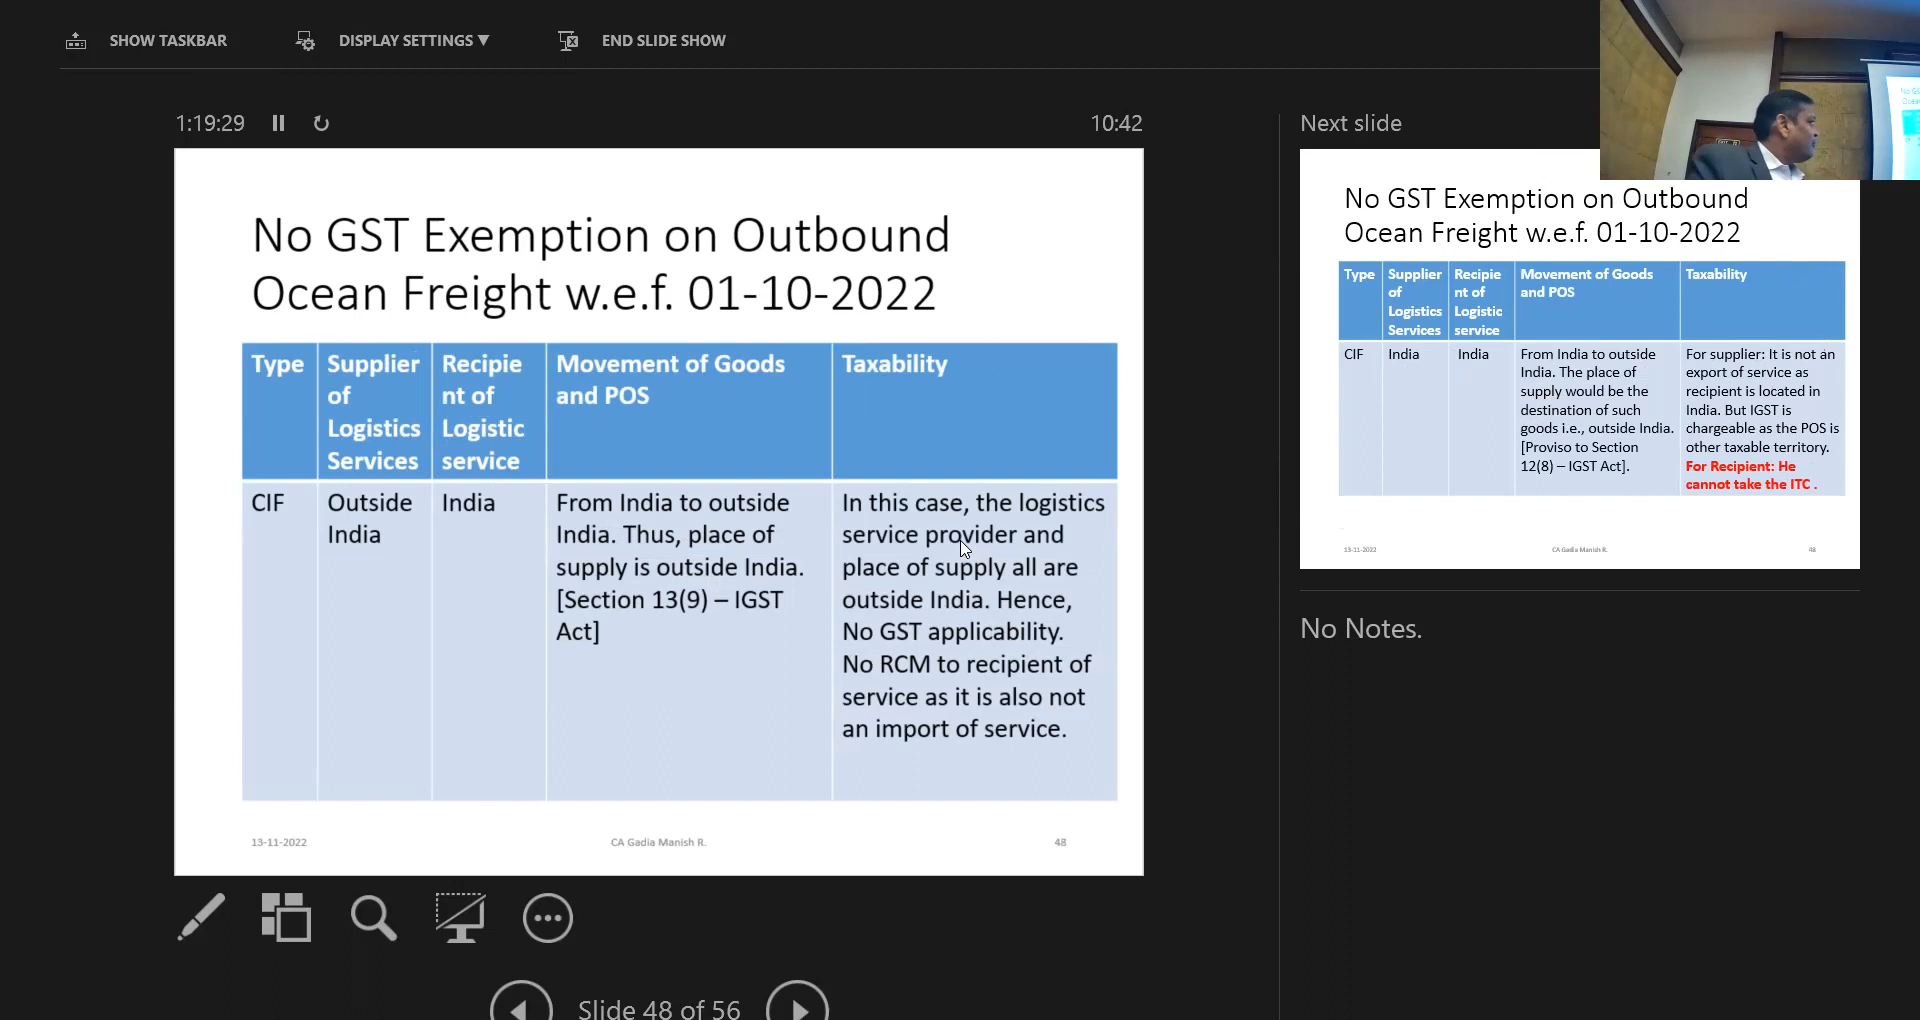 SHOW TASKBAR
DISPLAY SETTINGS ▼
END SLIDE SHOW
1:19:29
10:42
No GST Exemption on Outbound
Ocean Freight w.e.f. 01-10-2022
Type
Supplier
of
Logistics
Services
Recipie
nt of
Logistic
service
Movement of Goods
and POS
Taxability
CIF
Outside
India
India
From India to outside
India. Thus, place of
supply is outside India.
[Section 13(9) – IGST
Act]
In this case, the logistics
service provider and
place of supply all are
outside India. Hence,
No GST applicability.
No RCM to recipient of
service as it is also not
an import of service.
13-11-2022
CA Gadia Manish R.
48
Slide 48 of 56
Next slide
No GST Exemption on Outbound
Ocean Freight w.e.f. 01-10-2022
Type
Supplier
of
Logistics
Services
Recipie
nt of
Logistic
service
Movement of Goods
and POS
Taxability
CIF
India
India
From India to outside
India. The place of
supply would be the
destination of such
goods i.e., outside India.
[Proviso to Section
12(8) – IGST Act].
For supplier: It is not an
export of service as
recipient is located in
India. But IGST is
chargeable as the POS is
other taxable territory.
For Recipient: He
cannot take the ITC .
13-11-2022
CA Gadia Manish R.
48
No Notes.